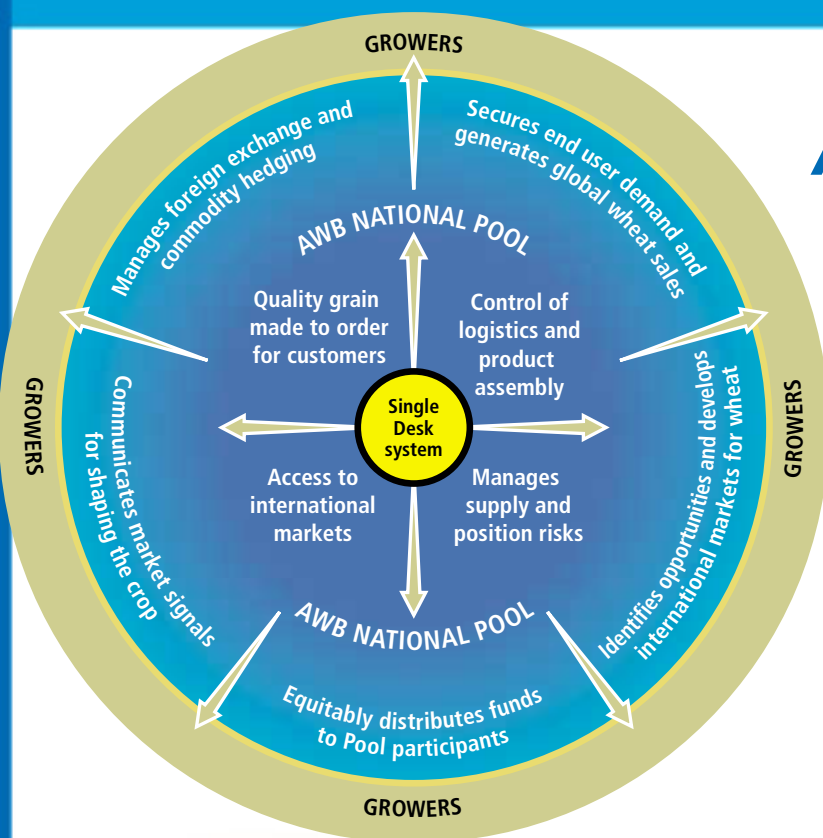 GROWERS
Manages foreign exchange and
commodity hedging
Secures end user demand and
generates global wheat sales
AWB NATIONAL POOL
Quality grain
made to order
for customers
Control of
logistics and
product
assembly
GROWERS
Single
Desk
system
GROWERS
Communicates market signals
for shaping the crop
Access to
international
markets
Manages
supply and
position risks
Identifies opportunities and develops
international markets for wheat
AWB NATIONAL POOL
Equitably distributes funds
to Pool participants
GROWERS